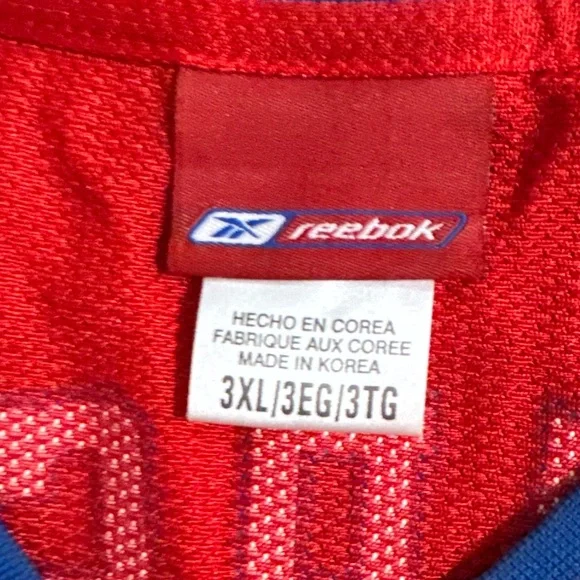 reebok
HECHO EN COREA
FABRIQUE AUX COREE
MADE IN KOREA
3XL/3EG/3TG